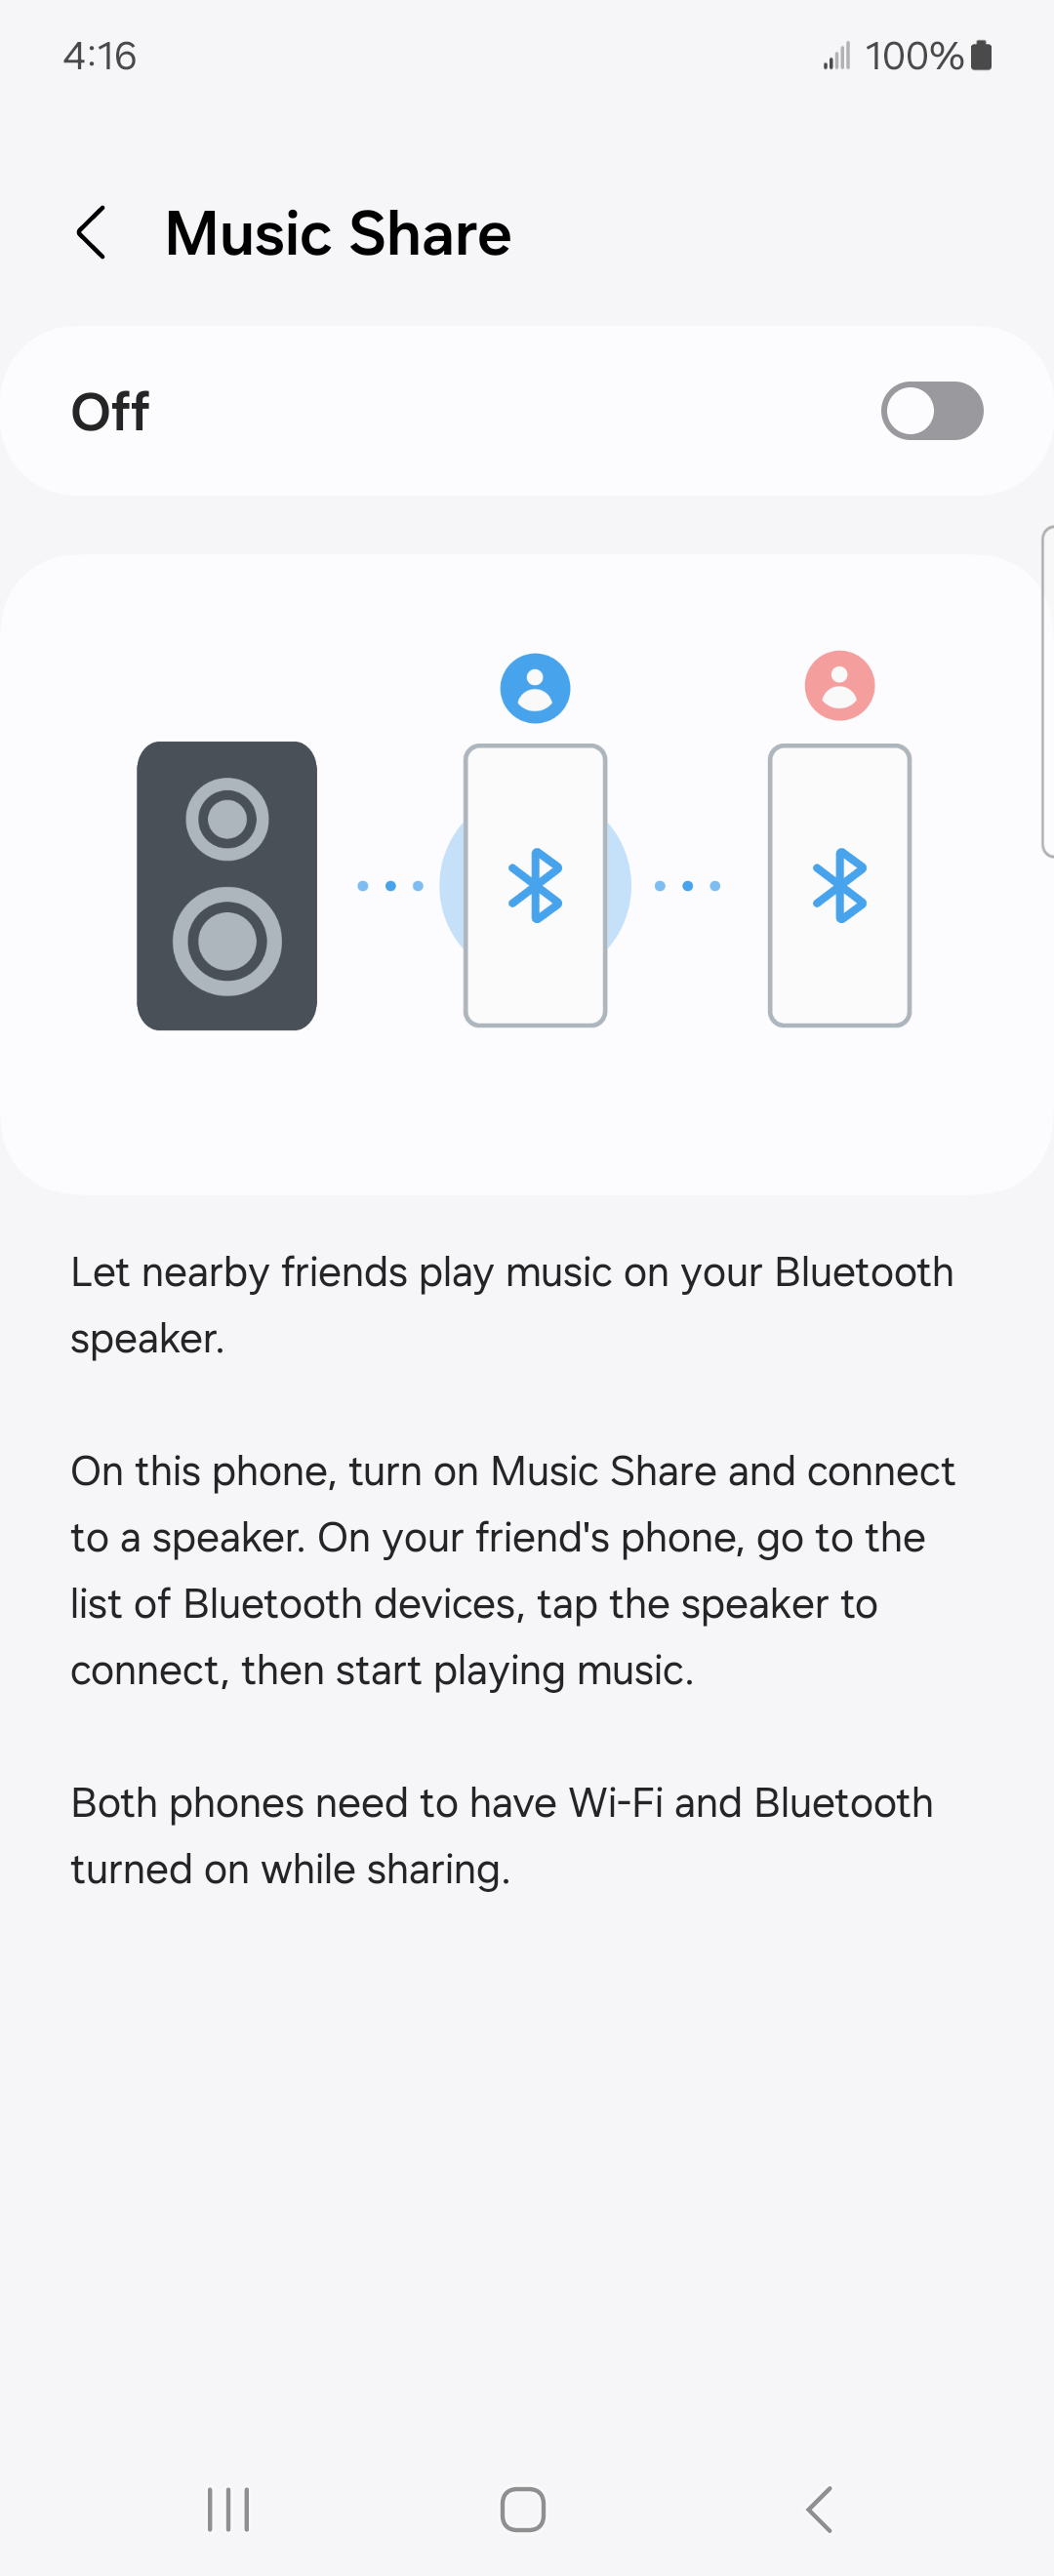 4:16
100%
Music Share
Off
Let nearby friends play music on your Bluetooth
speaker.
On this phone, turn on Music Share and connect
to a speaker. On your friend's phone, go to the
list of Bluetooth devices, tap the speaker to
connect, then start playing music.
Both phones need to have Wi-Fi and Bluetooth
turned on while sharing.